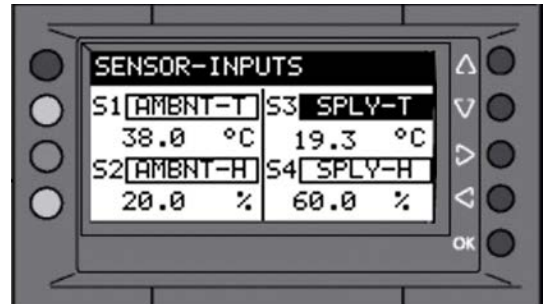 SENSOR-INPUTS
S1 AMBNT-T S3 SPLY-T
38.0 °C 19.3 °C
S2 AMBNT-H S4 SPLY-H
20.0 % 60.0 %
OK